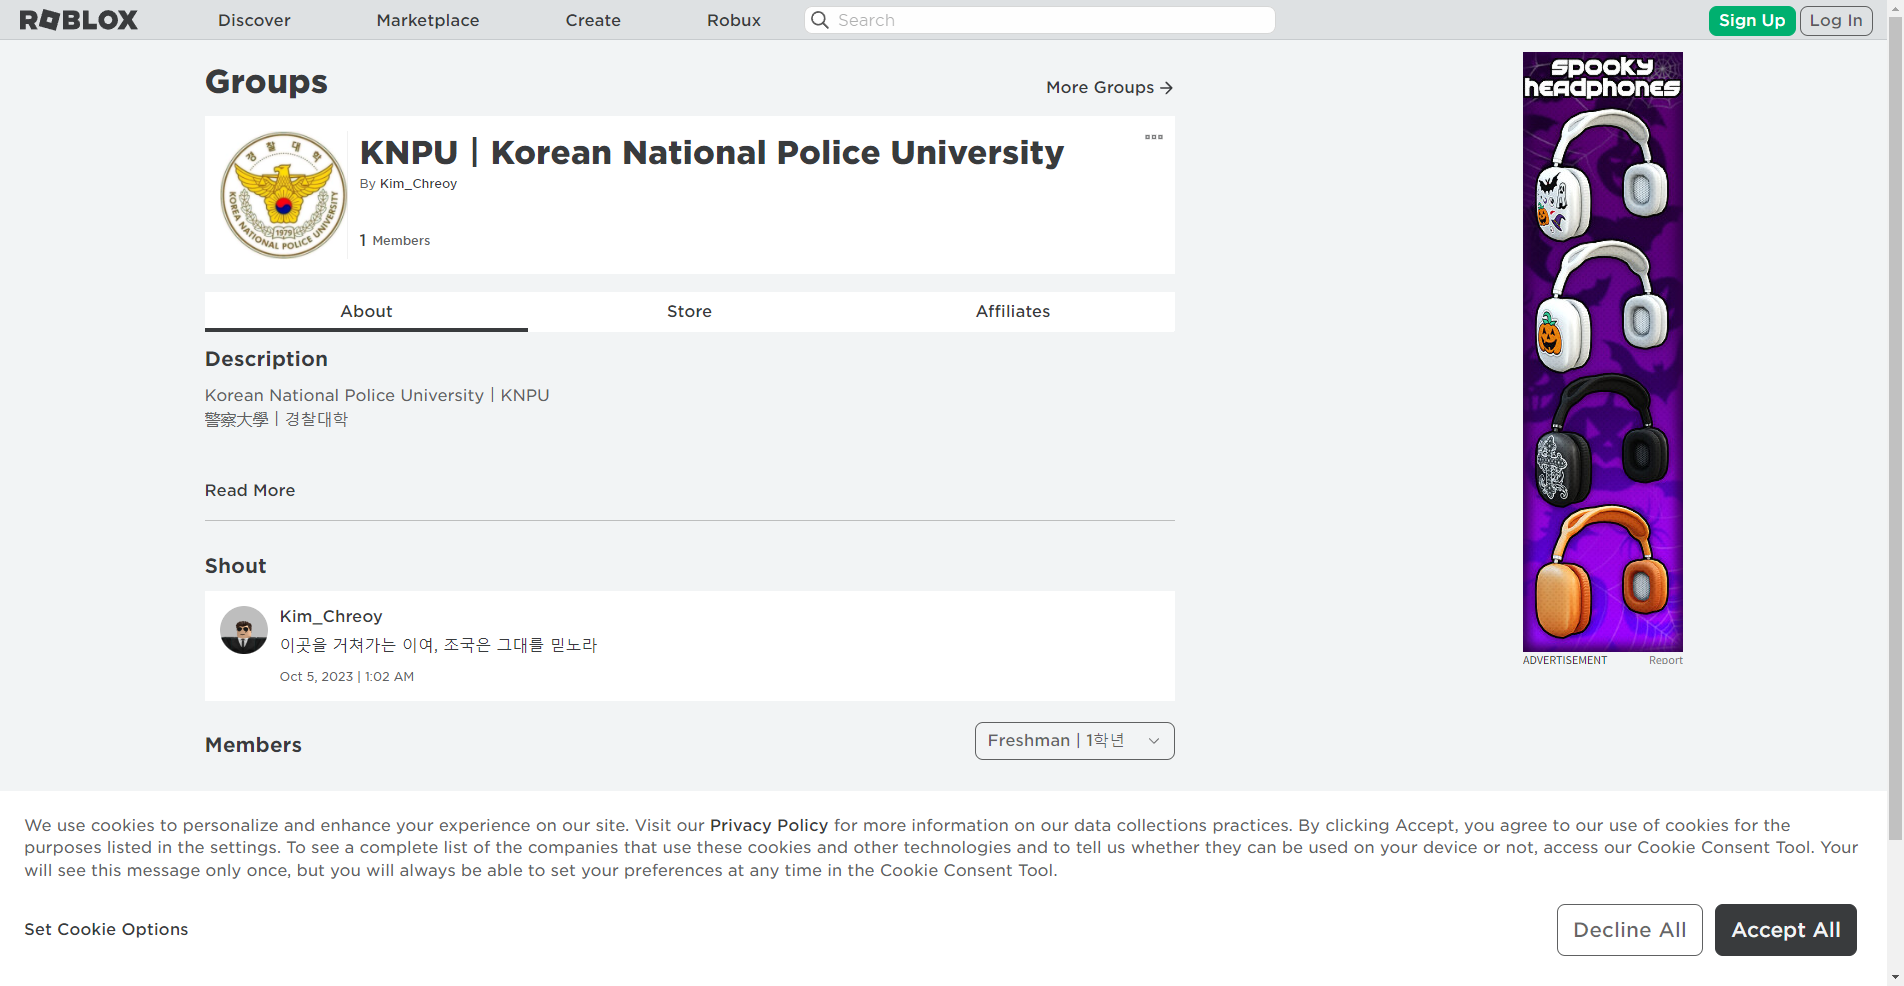 ROBLOX
Discover
Marketplace
Create
Robux
Search
Sign Up
Log In
Groups
More Groups →
경찰대학
KOREA NATIONAL POLICE UNIVERSITY
1979
KNPU | Korean National Police University
By Kim_Chreoy
1 Members
About
Store
Affiliates
Description
Korean National Police University | KNPU
警察大學 | 경찰대학
Read More
Shout
Kim_Chreoy
이곳을 거쳐가는 이여, 조국은 그대를 믿노라
Oct 5, 2023 | 1:02 AM
Members
Freshman | 1학년
spooky
headphones
ADVERTISEMENT
Report
We use cookies to personalize and enhance your experience on our site. Visit our Privacy Policy for more information on our data collections practices. By clicking Accept, you agree to our use of cookies for the
purposes listed in the settings. To see a complete list of the companies that use these cookies and other technologies and to tell us whether they can be used on your device or not, access our Cookie Consent Tool. Your
will see this message only once, but you will always be able to set your preferences at any time in the Cookie Consent Tool.
Set Cookie Options
Decline All
Accept All